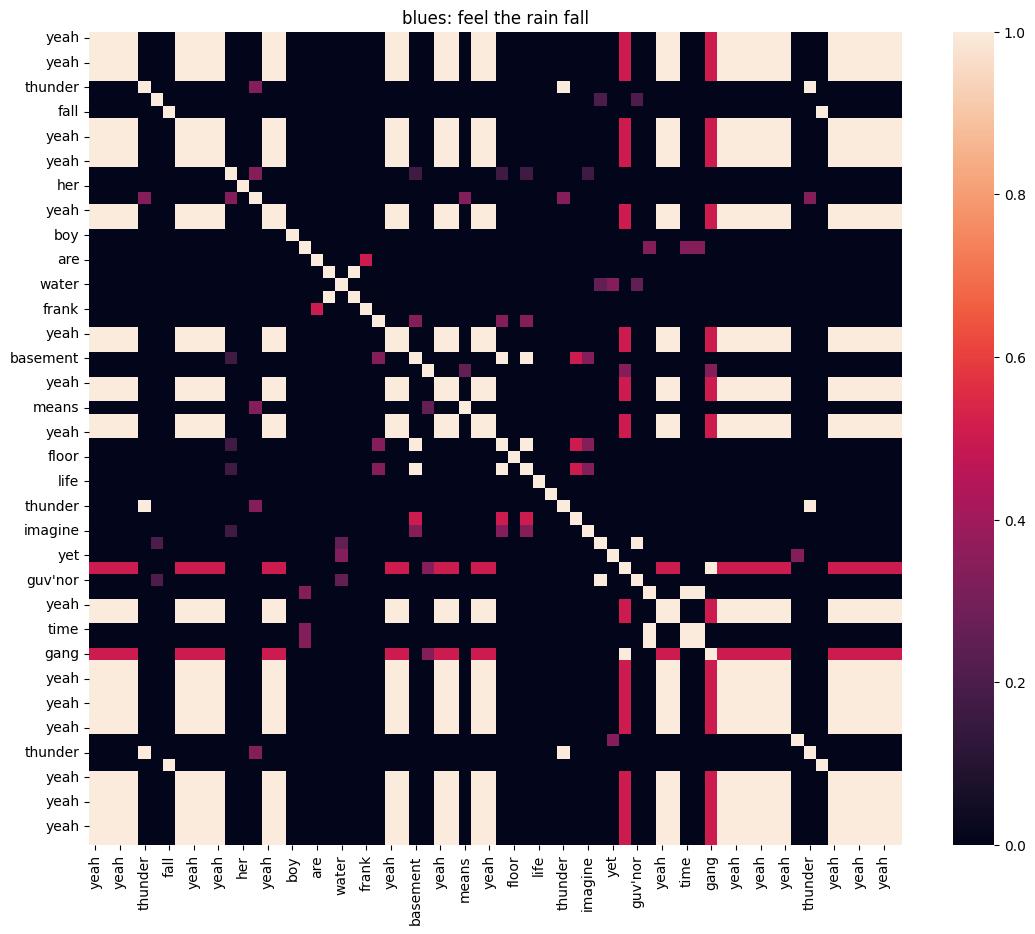 blues: feel the rain fall
yeah
yeah
thunder
fall
yeah
yeah
her
yeah
boy
are
water
frank
yeah
basement
yeah
means
yeah
floor
life
thunder
imagine
yet
guv'nor
yeah
time
gang
yeah
yeah
yeah
thunder
yeah
yeah
yeah
yeah yeah thunder fall yeah yeah her yeah boy are water frank yeah basement yeah means yeah floor life thunder imagine yet guv'nor yeah time gang yeah yeah yeah thunder yeah yeah yeah
1.0
0.8
0.6
0.4
0.2
0.0